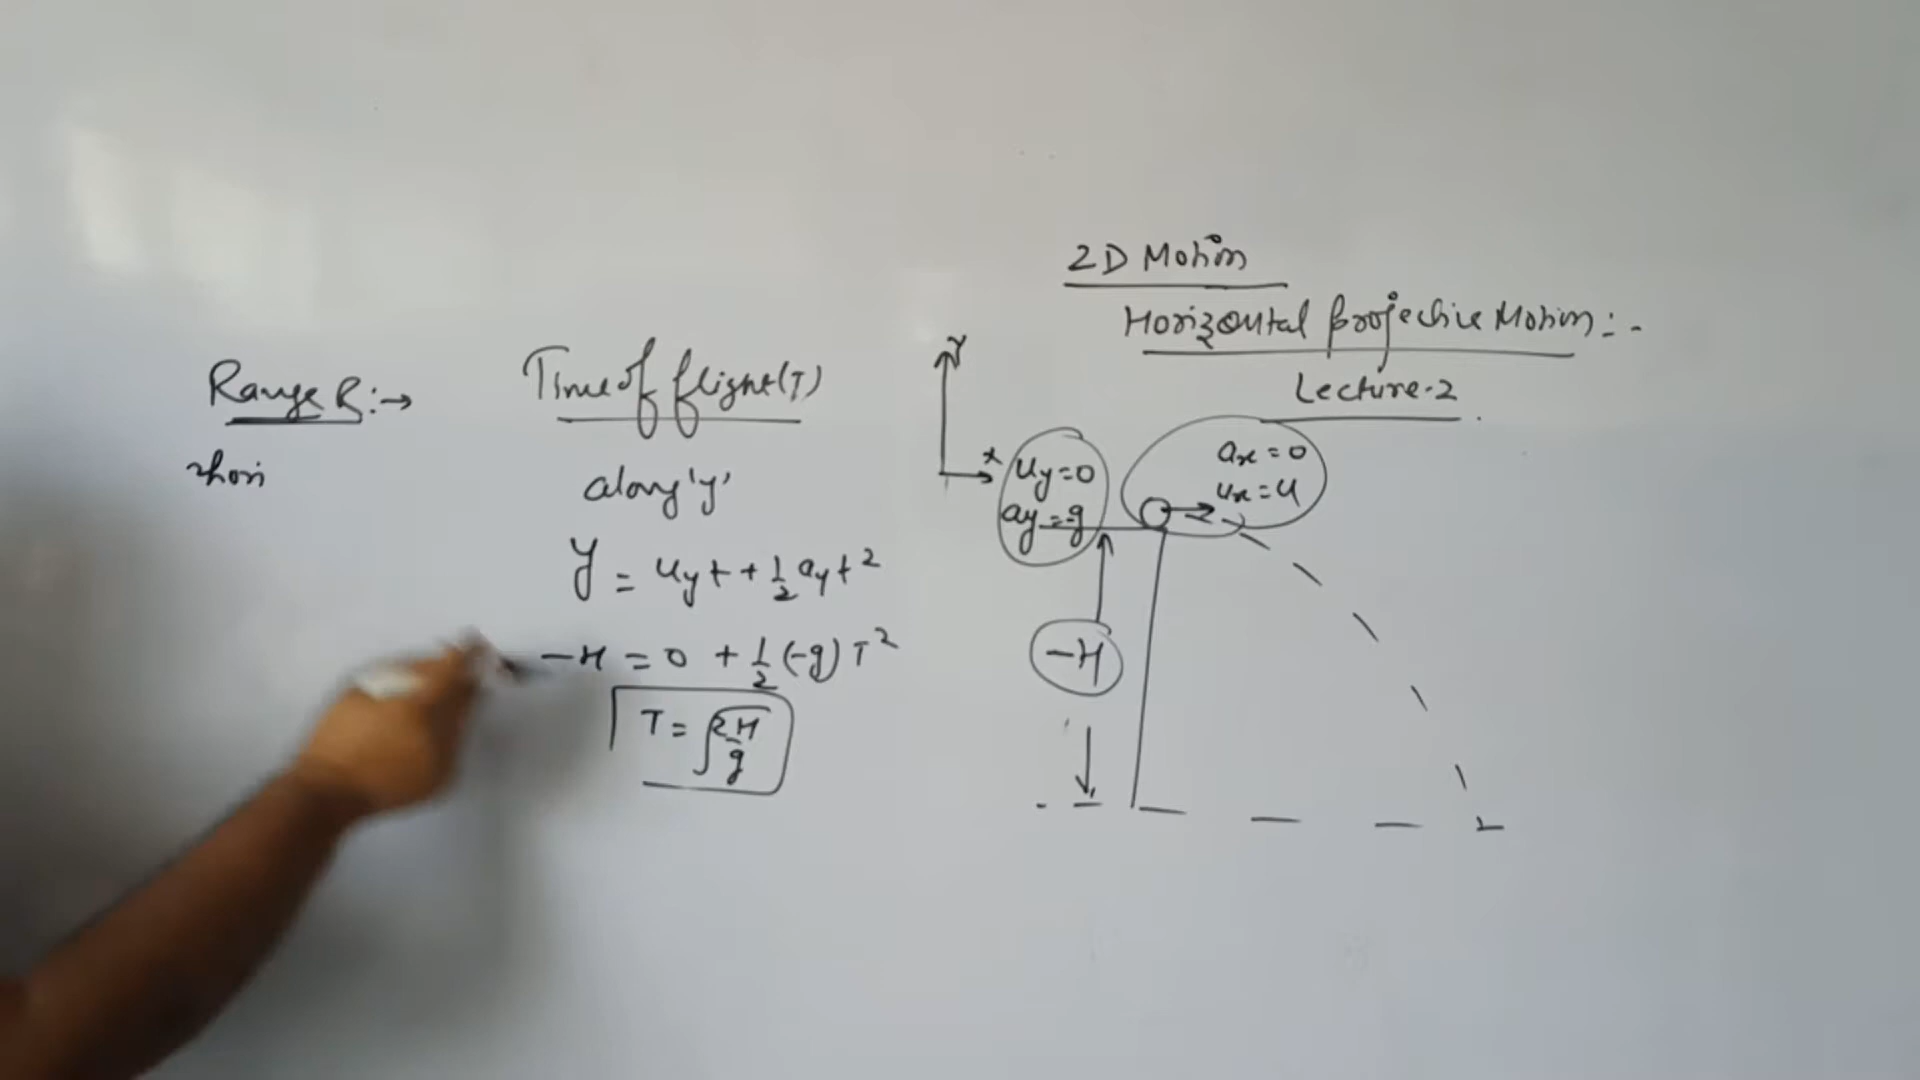 2D Motion
Horizontal projectile Motion:-
Lecture-2
Range R:→
Time of flight(T)
along 'y'
y = uyt + 1/2 ayt²
-H = 0 + 1/2 (-g) T²
T = √2H/g
Y
x
uy=0
ay=-g
ax=0
ux=u
-H